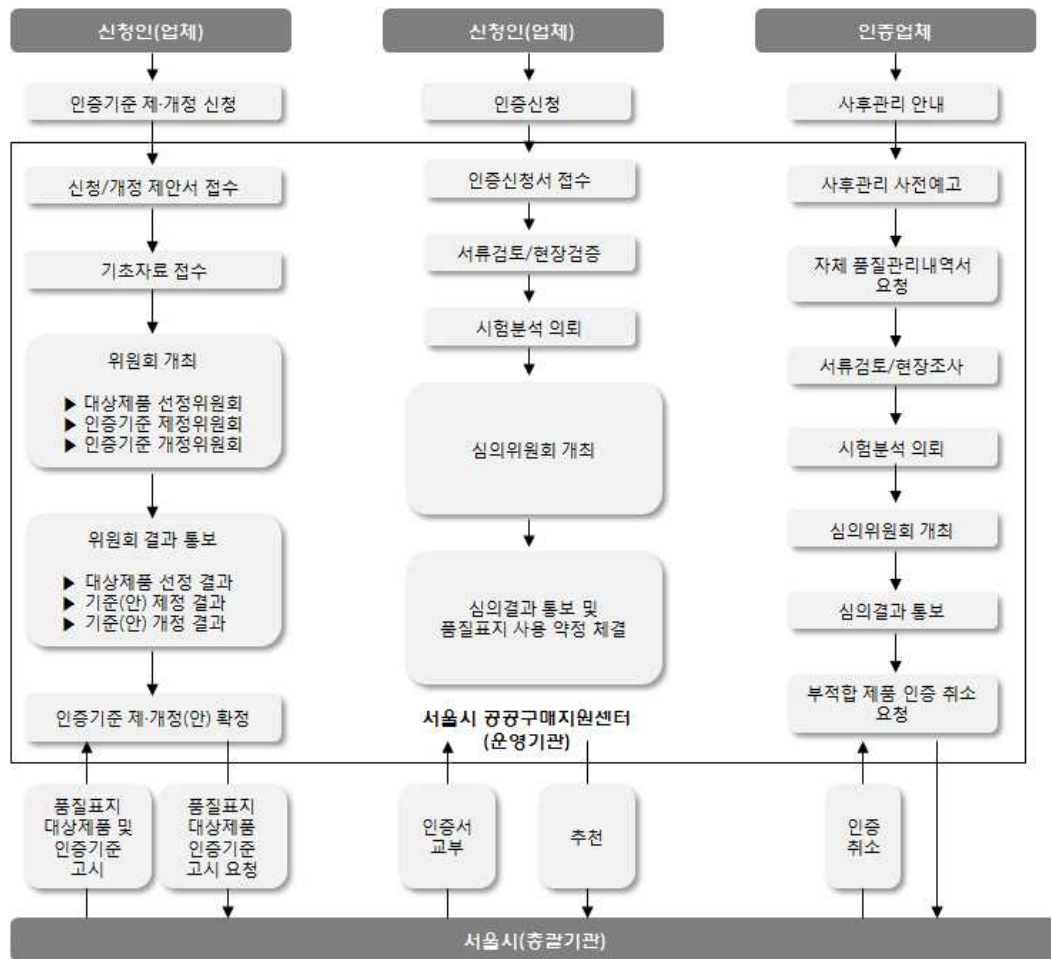 신청인(업체)
인증기준 제·개정 신청
신청/개정 제안서 접수
기초자료 접수
위원회 개최
▶ 대상제품 선정위원회
▶ 인증기준 제정위원회
▶ 인증기준 개정위원회
위원회 결과 통보
▶ 대상제품 선정 결과
▶ 기준(안) 제정 결과
▶ 기준(안) 개정 결과
인증기준 제·개정(안) 확정
품질표지
대상제품 및
인증기준
고시
품질표지
대상제품
인증기준
고시 요청
신청인(업체)
인증신청
인증신청서 접수
서류검토/현장검증
시험분석 의뢰
심의위원회 개최
심의결과 통보 및
품질표지 사용 약정 체결
서울시 공공구매지원센터
(운영기관)
인증서
교부
추천
인증업체
사후관리 안내
사후관리 사전예고
자체 품질관리내역서
요청
서류검토/현장조사
시험분석 의뢰
심의위원회 개최
심의결과 통보
부적합 제품 인증 취소
요청
인증
취소
서울시(총괄기관)